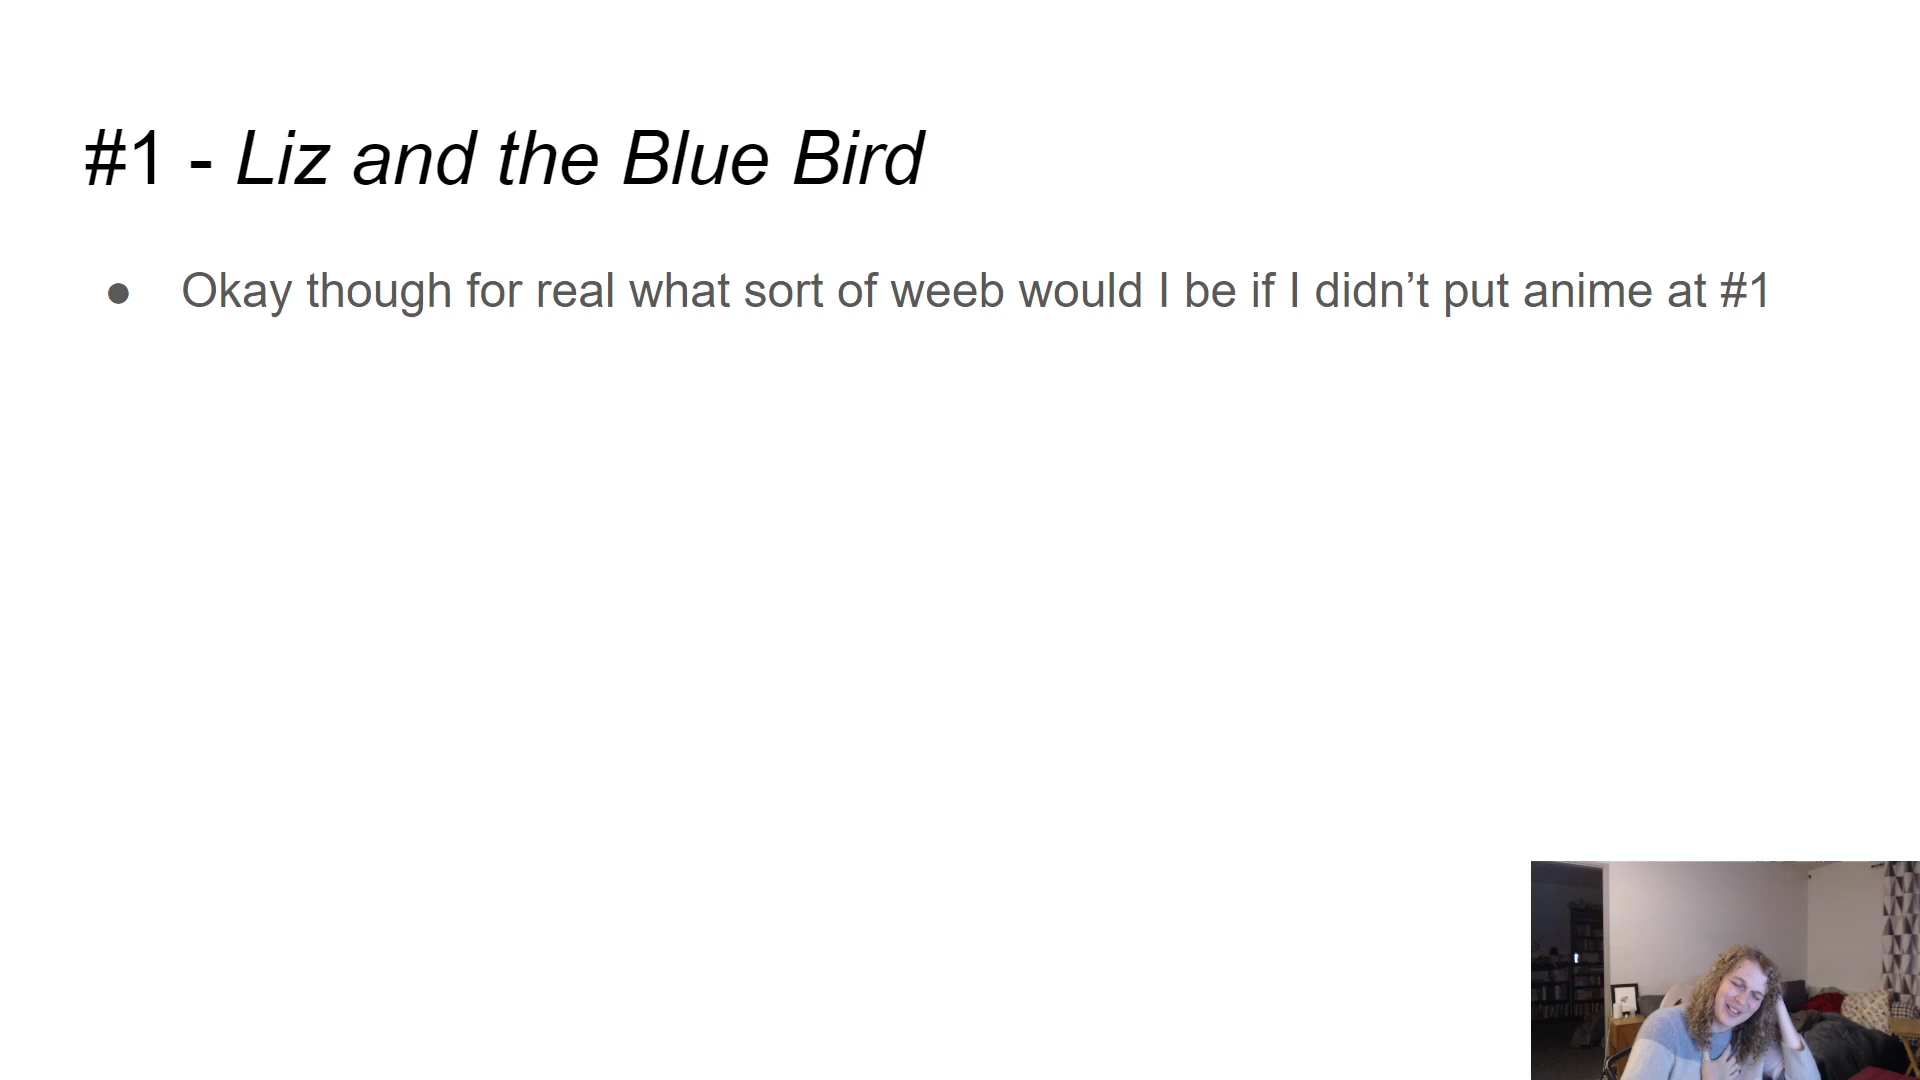 #1 - Liz and the Blue Bird
● Okay though for real what sort of weeb would I be if I didn’t put anime at #1